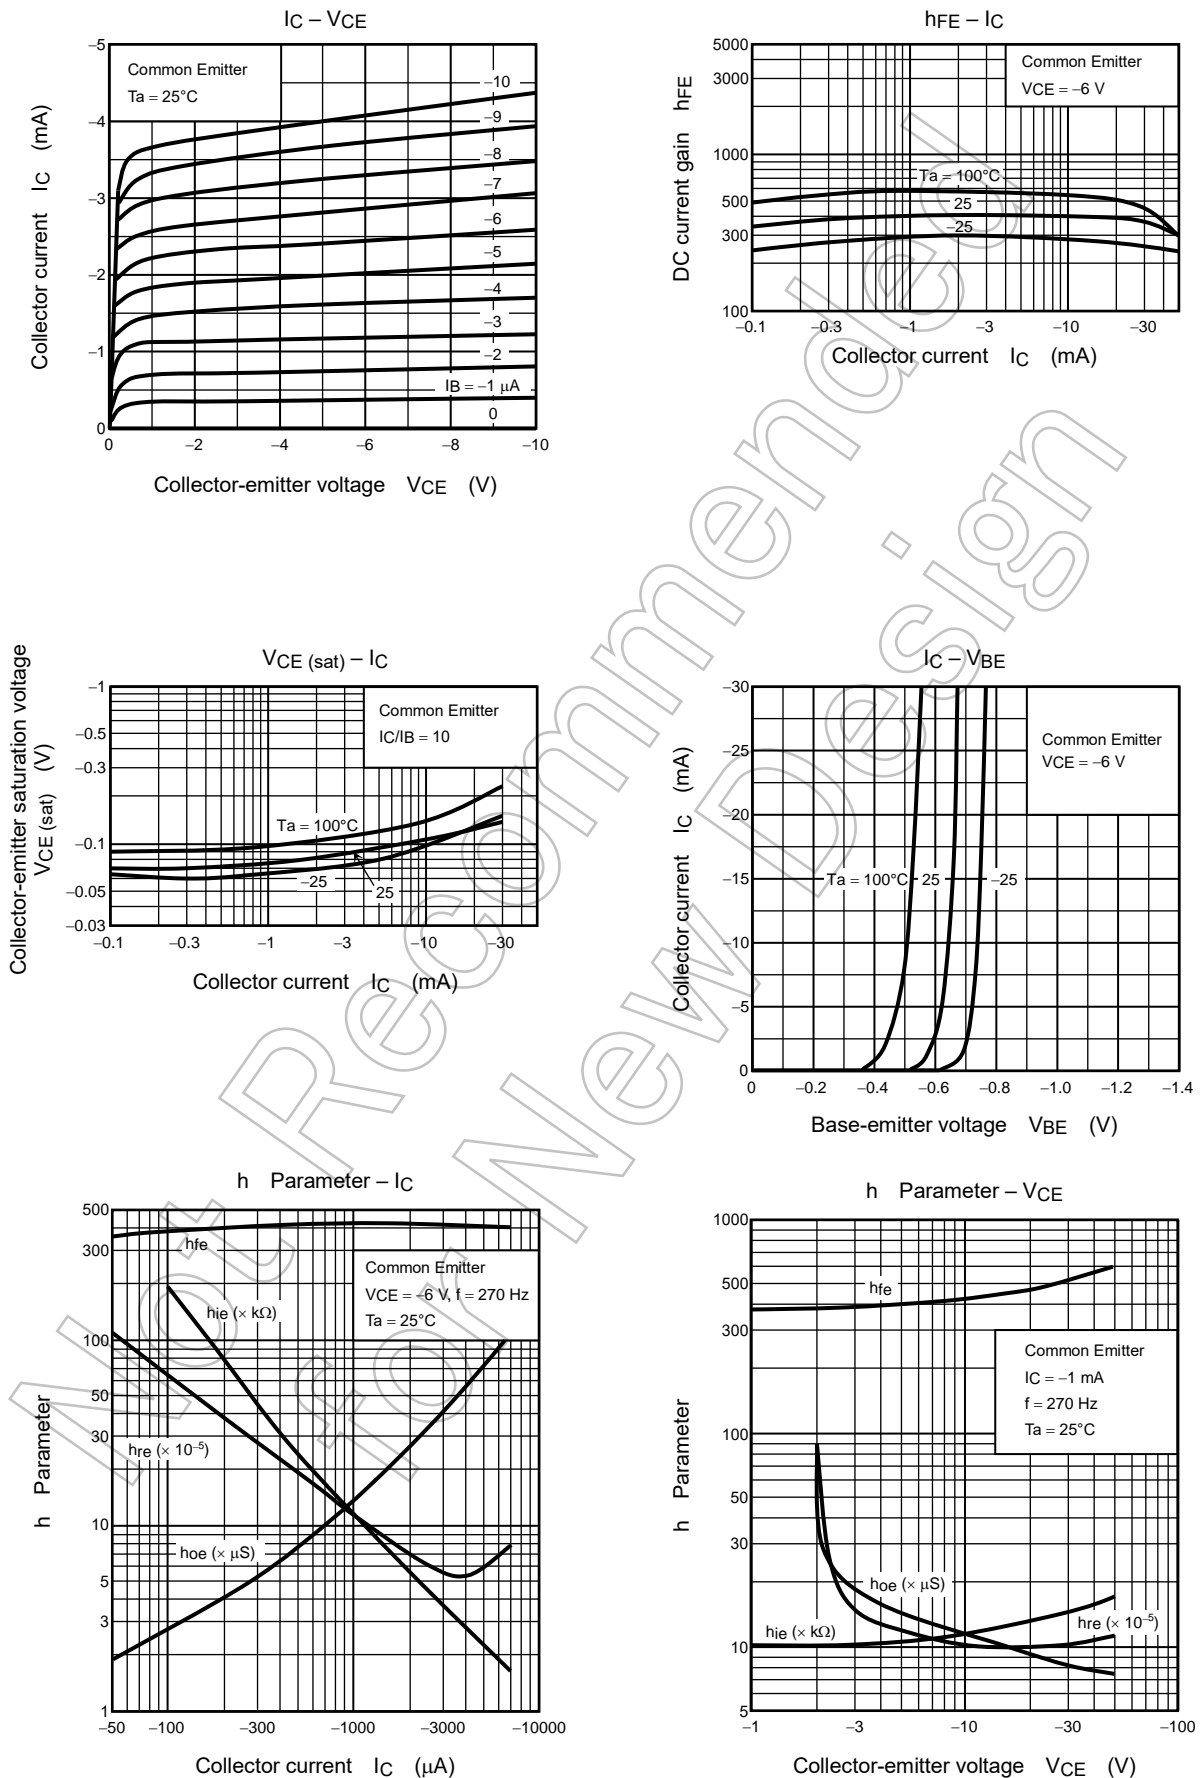 IC – VCE
Common Emitter
Ta = 25°C
–5
–4
–3
–2
–1
0
–10
–9
–8
–7
–6
–5
–4
–3
–2
IB = –1 μA
0
0
–2
–4
–6
–8
–10
Collector current IC (mA)
Collector-emitter voltage VCE (V)
hFE – IC
Common Emitter
VCE = –6 V
5000
3000
1000
500
300
100
Ta = 100°C
25
–25
–0.1
–0.3
–1
–3
–10
–30
DC current gain hFE
Collector current IC (mA)
VCE (sat) – IC
Common Emitter
IC/IB = 10
–1
–0.5
–0.3
–0.1
–0.05
–0.03
Ta = 100°C
–25
25
–0.1
–0.3
–1
–3
–10
–30
Collector-emitter saturation voltage
VCE (sat) (V)
Collector current IC (mA)
IC – VBE
Common Emitter
VCE = –6 V
–30
–25
–20
–15
–10
–5
0
Ta = 100°C
25
–25
0
–0.2
–0.4
–0.6
–0.8
–1.0
–1.2
–1.4
Collector current IC (mA)
Base-emitter voltage VBE (V)
h Parameter – IC
500
300
100
50
30
10
5
3
1
hfe
Common Emitter
VCE = –6 V, f = 270 Hz
Ta = 25°C
hie (× kΩ)
hre (× 10–5)
hoe (× μS)
–50
–100
–300
–1000
–3000
–10000
h Parameter
Collector current IC (μA)
h Parameter – VCE
1000
500
300
100
50
30
10
5
hfe
Common Emitter
IC = –1 mA
f = 270 Hz
Ta = 25°C
hoe (× μS)
hie (× kΩ)
hre (× 10–5)
–1
–3
–10
–30
–100
h Parameter
Collector-emitter voltage VCE (V)
Not Recommended
for New Design